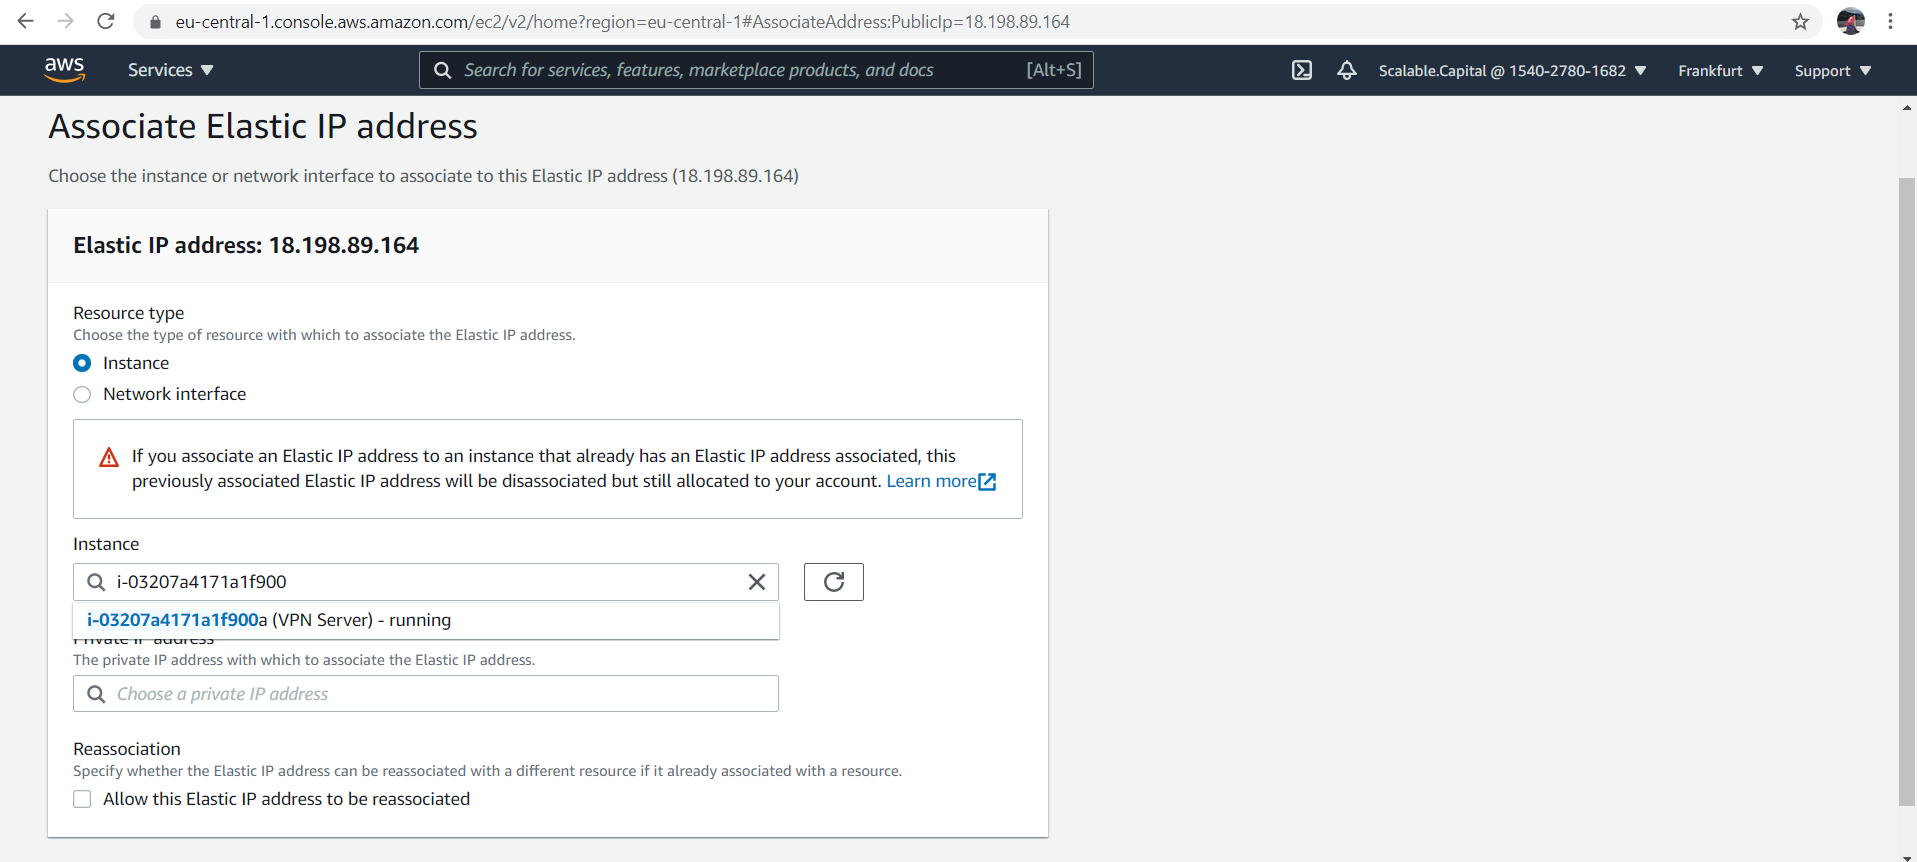 eu-central-1.console.aws.amazon.com/ec2/v2/home?region=eu-central-1#AssociateAddress:PublicIp=18.198.89.164
aws Services Search for services, features, marketplace products, and docs [Alt+S] Scalable.Capital @ 1540-2780-1682 Frankfurt Support
Associate Elastic IP address
Choose the instance or network interface to associate to this Elastic IP address (18.198.89.164)
Elastic IP address: 18.198.89.164
Resource type
Choose the type of resource with which to associate the Elastic IP address.
Instance
Network interface
If you associate an Elastic IP address to an instance that already has an Elastic IP address associated, this
previously associated Elastic IP address will be disassociated but still allocated to your account. Learn more
Instance
i-03207a4171a1f900
i-03207a4171a1f900a (VPN Server) - running
Private IP address
The private IP address with which to associate the Elastic IP address.
Choose a private IP address
Reassociation
Specify whether the Elastic IP address can be reassociated with a different resource if it already associated with a resource.
Allow this Elastic IP address to be reassociated